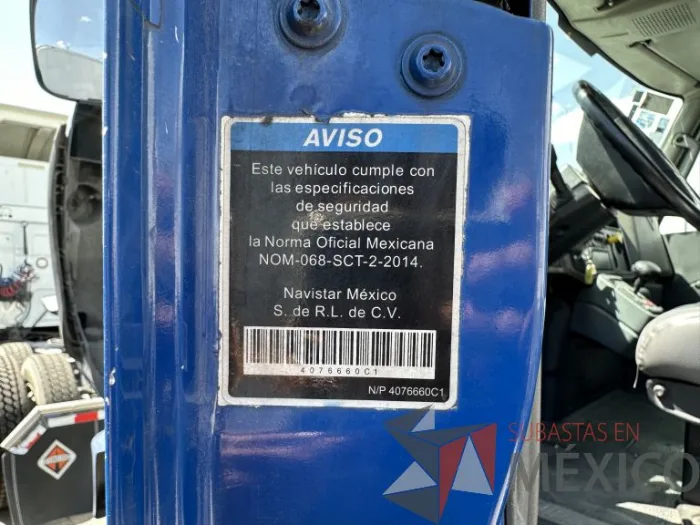 AVISO
Este vehículo cumple con
las especificaciones
de seguridad
que establece
la Norma Oficial Mexicana
NOM-068-SCT-2-2014.
Navistar México
S. de R.L. de C.V.
4076660C1
N/P 4076660C1
SUBASTAS EN
MÉXICO